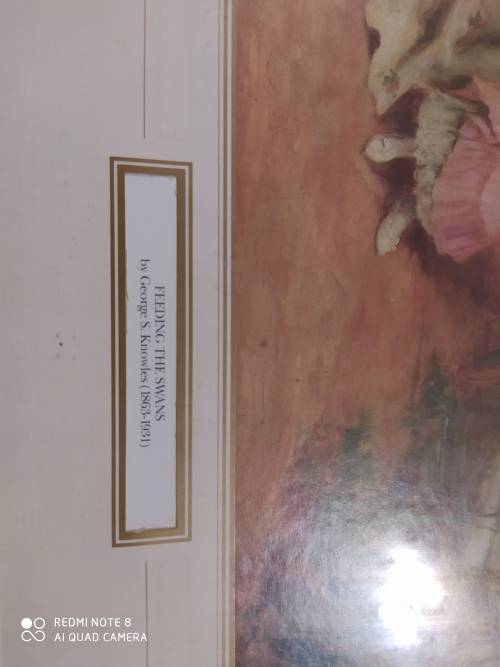 FEEDING THE SWANS
by George S. Knowles (1863-1931)
REDMI NOTE 8
AI QUAD CAMERA